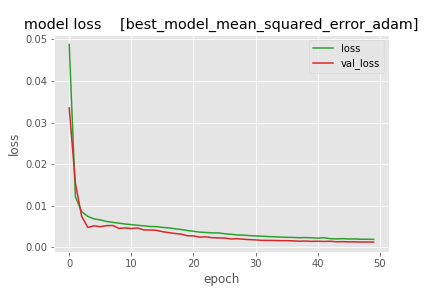 model loss    [best_model_mean_squared_error_adam]
loss
val_loss
0.05
0.04
0.03
0.02
0.01
0.00
loss
0
10
20
30
40
50
epoch